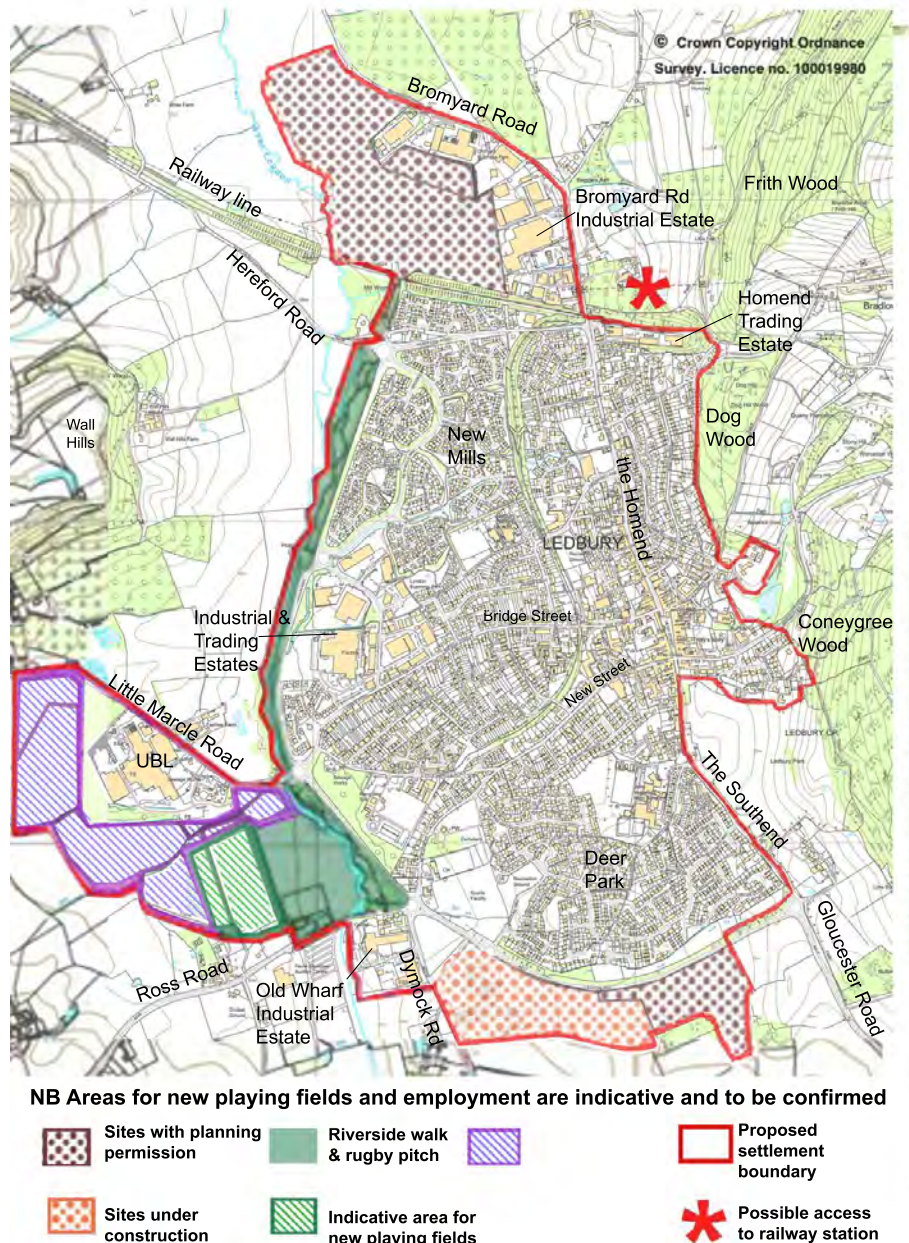 © Crown Copyright Ordnance
Survey. Licence no. 100019980
Bromyard Road
Frith Wood
Railway line
Bromyard Rd
Industrial Estate
Hereford Road
Homend
Trading
Estate
Wall
Hills
Dog
Wood
New
Mills
the Homend
LEDBURY
Industrial &
Trading
Estates
Bridge Street
Coneygree
Wood
New Street
Little Marcle Road
UBL
LEDBURY CP
The Southend
Deer
Park
Gloucester Road
Ross Road
Old Wharf
Industrial
Estate
Dymock Rd
NB Areas for new playing fields and employment are indicative and to be confirmed
Sites with planning
permission
Riverside walk
& rugby pitch
Proposed
settlement
boundary
Sites under
construction
Indicative area for
new playing fields
Possible access
to railway station